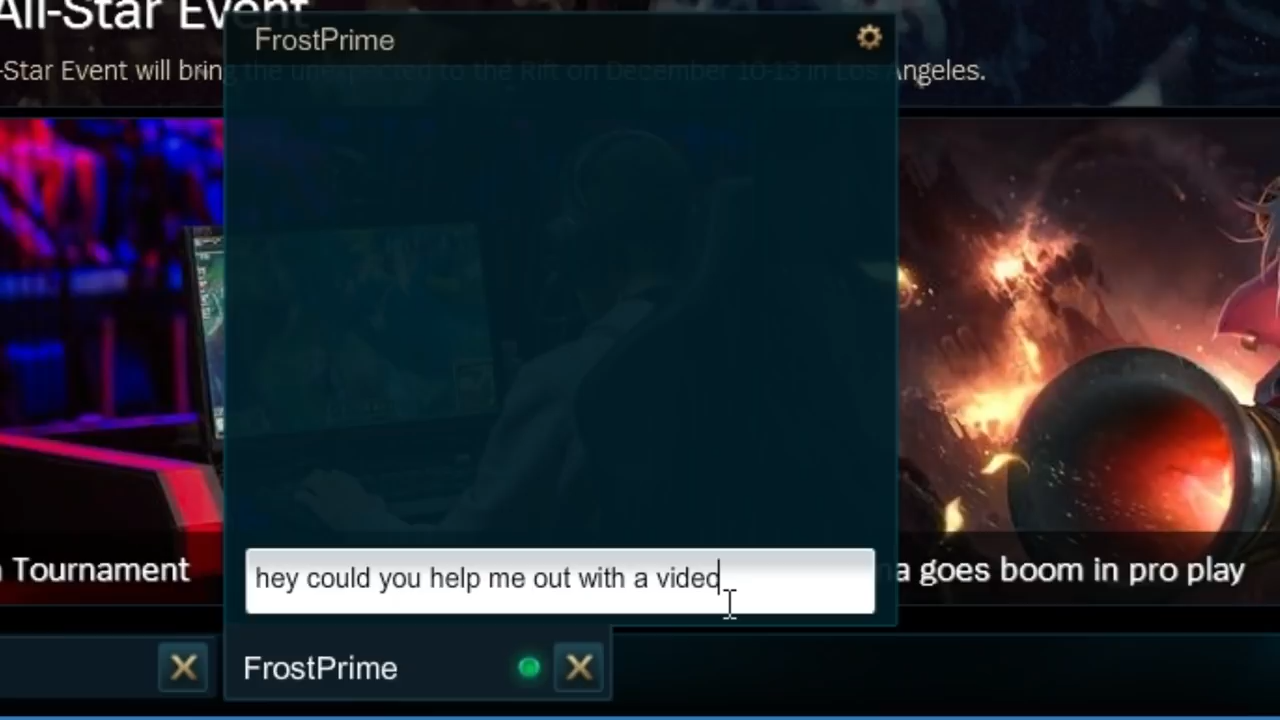 All-Star Event
FrostPrime
-Star Event will bring the unexpected to the Rift on December 10-13 in Los Angeles.
hey could you help me out with a video
Tournament
a goes boom in pro play
FrostPrime